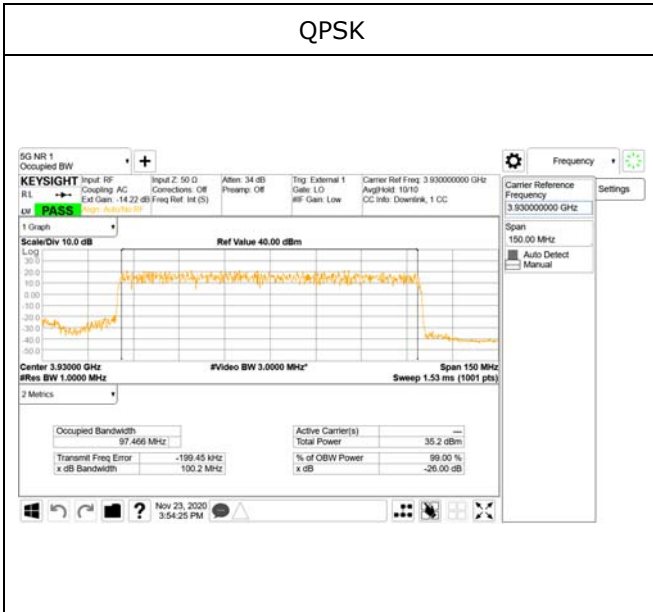 QPSK
5G NR 1
Occupied BW
Frequency
KEYSIGHT
Input: RF
Input Z: 50 Ω
Atten: 34 dB
Trig: External 1
Carrier Ref Freq: 3.930000000 GHz
RL
Coupling: AC
Corrections: Off
Preamp: Off
Gate: LO
Avg|Hold: 10/10
Ext Gain: -14.22 dB
Freq Ref: Int (S)
#IF Gain: Low
CC Info: Downlink, 1 CC
PASS
Align: Auto/No RF
Carrier Reference
Frequency
3.930000000 GHz
Settings
Span
150.00 MHz
Auto Detect
Manual
1 Graph
Scale/Div 10.0 dB
Ref Value 40.00 dBm
Log
30.0
20.0
10.0
0.00
-10.0
-20.0
-30.0
-40.0
-50.0
Center 3.93000 GHz
#Video BW 3.0000 MHz*
Span 150 MHz
#Res BW 1.0000 MHz
Sweep 1.53 ms (1001 pts)
2 Metrics
Occupied Bandwidth
97.466 MHz
Active Carrier(s)
---
Total Power
35.2 dBm
Transmit Freq Error
-199.45 kHz
% of OBW Power
99.00 %
x dB Bandwidth
100.2 MHz
x dB
-26.00 dB
?
Nov 23, 2020
3:54:25 PM